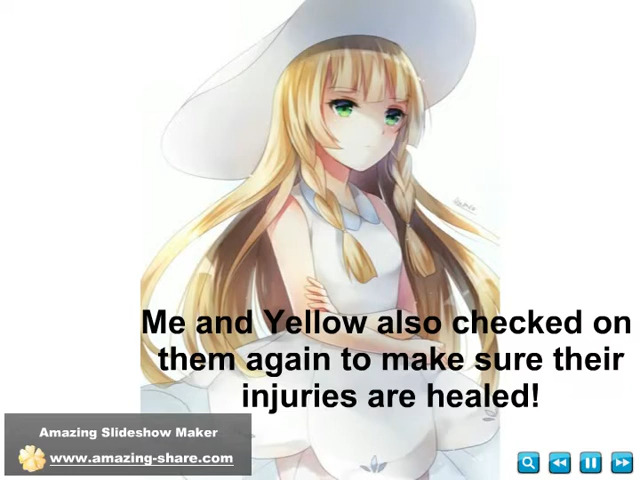 Me and Yellow also checked on
them again to make sure their
injuries are healed!
Amazing Slideshow Maker
www.amazing-share.com